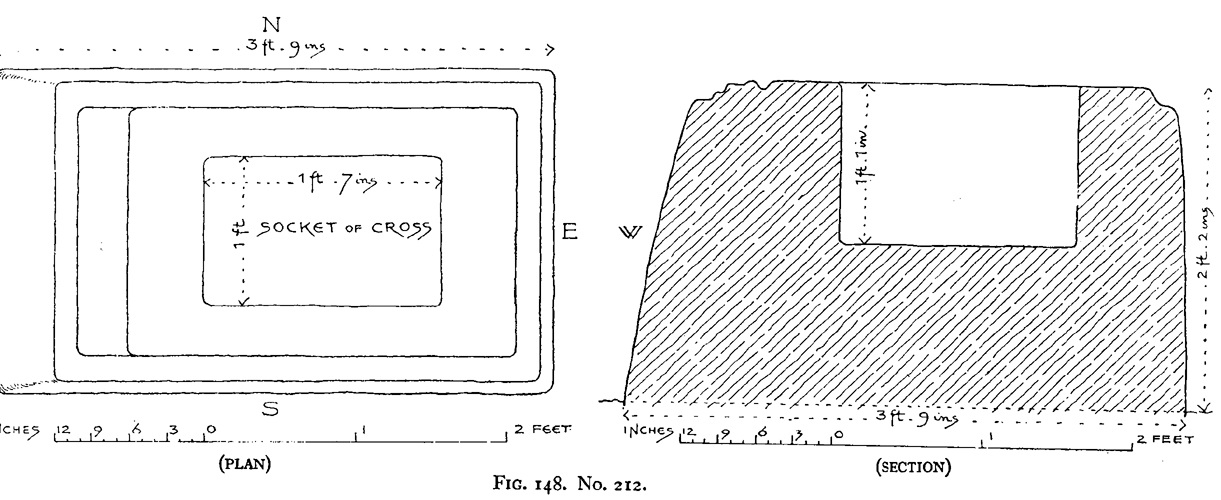 N
3 ft. 9 ins
1 ft. 7 ins
1 ft
SOCKET OF CROSS
E
S
NCHES 12 9 6 3 0 1 2 FEET
(PLAN)
W
1 ft. 1 in.
2 ft. 2 ins
3 ft. 9 ins
INCHES 12 9 6 3 0 1 2 FEET
(SECTION)
FIG. 148. No. 212.